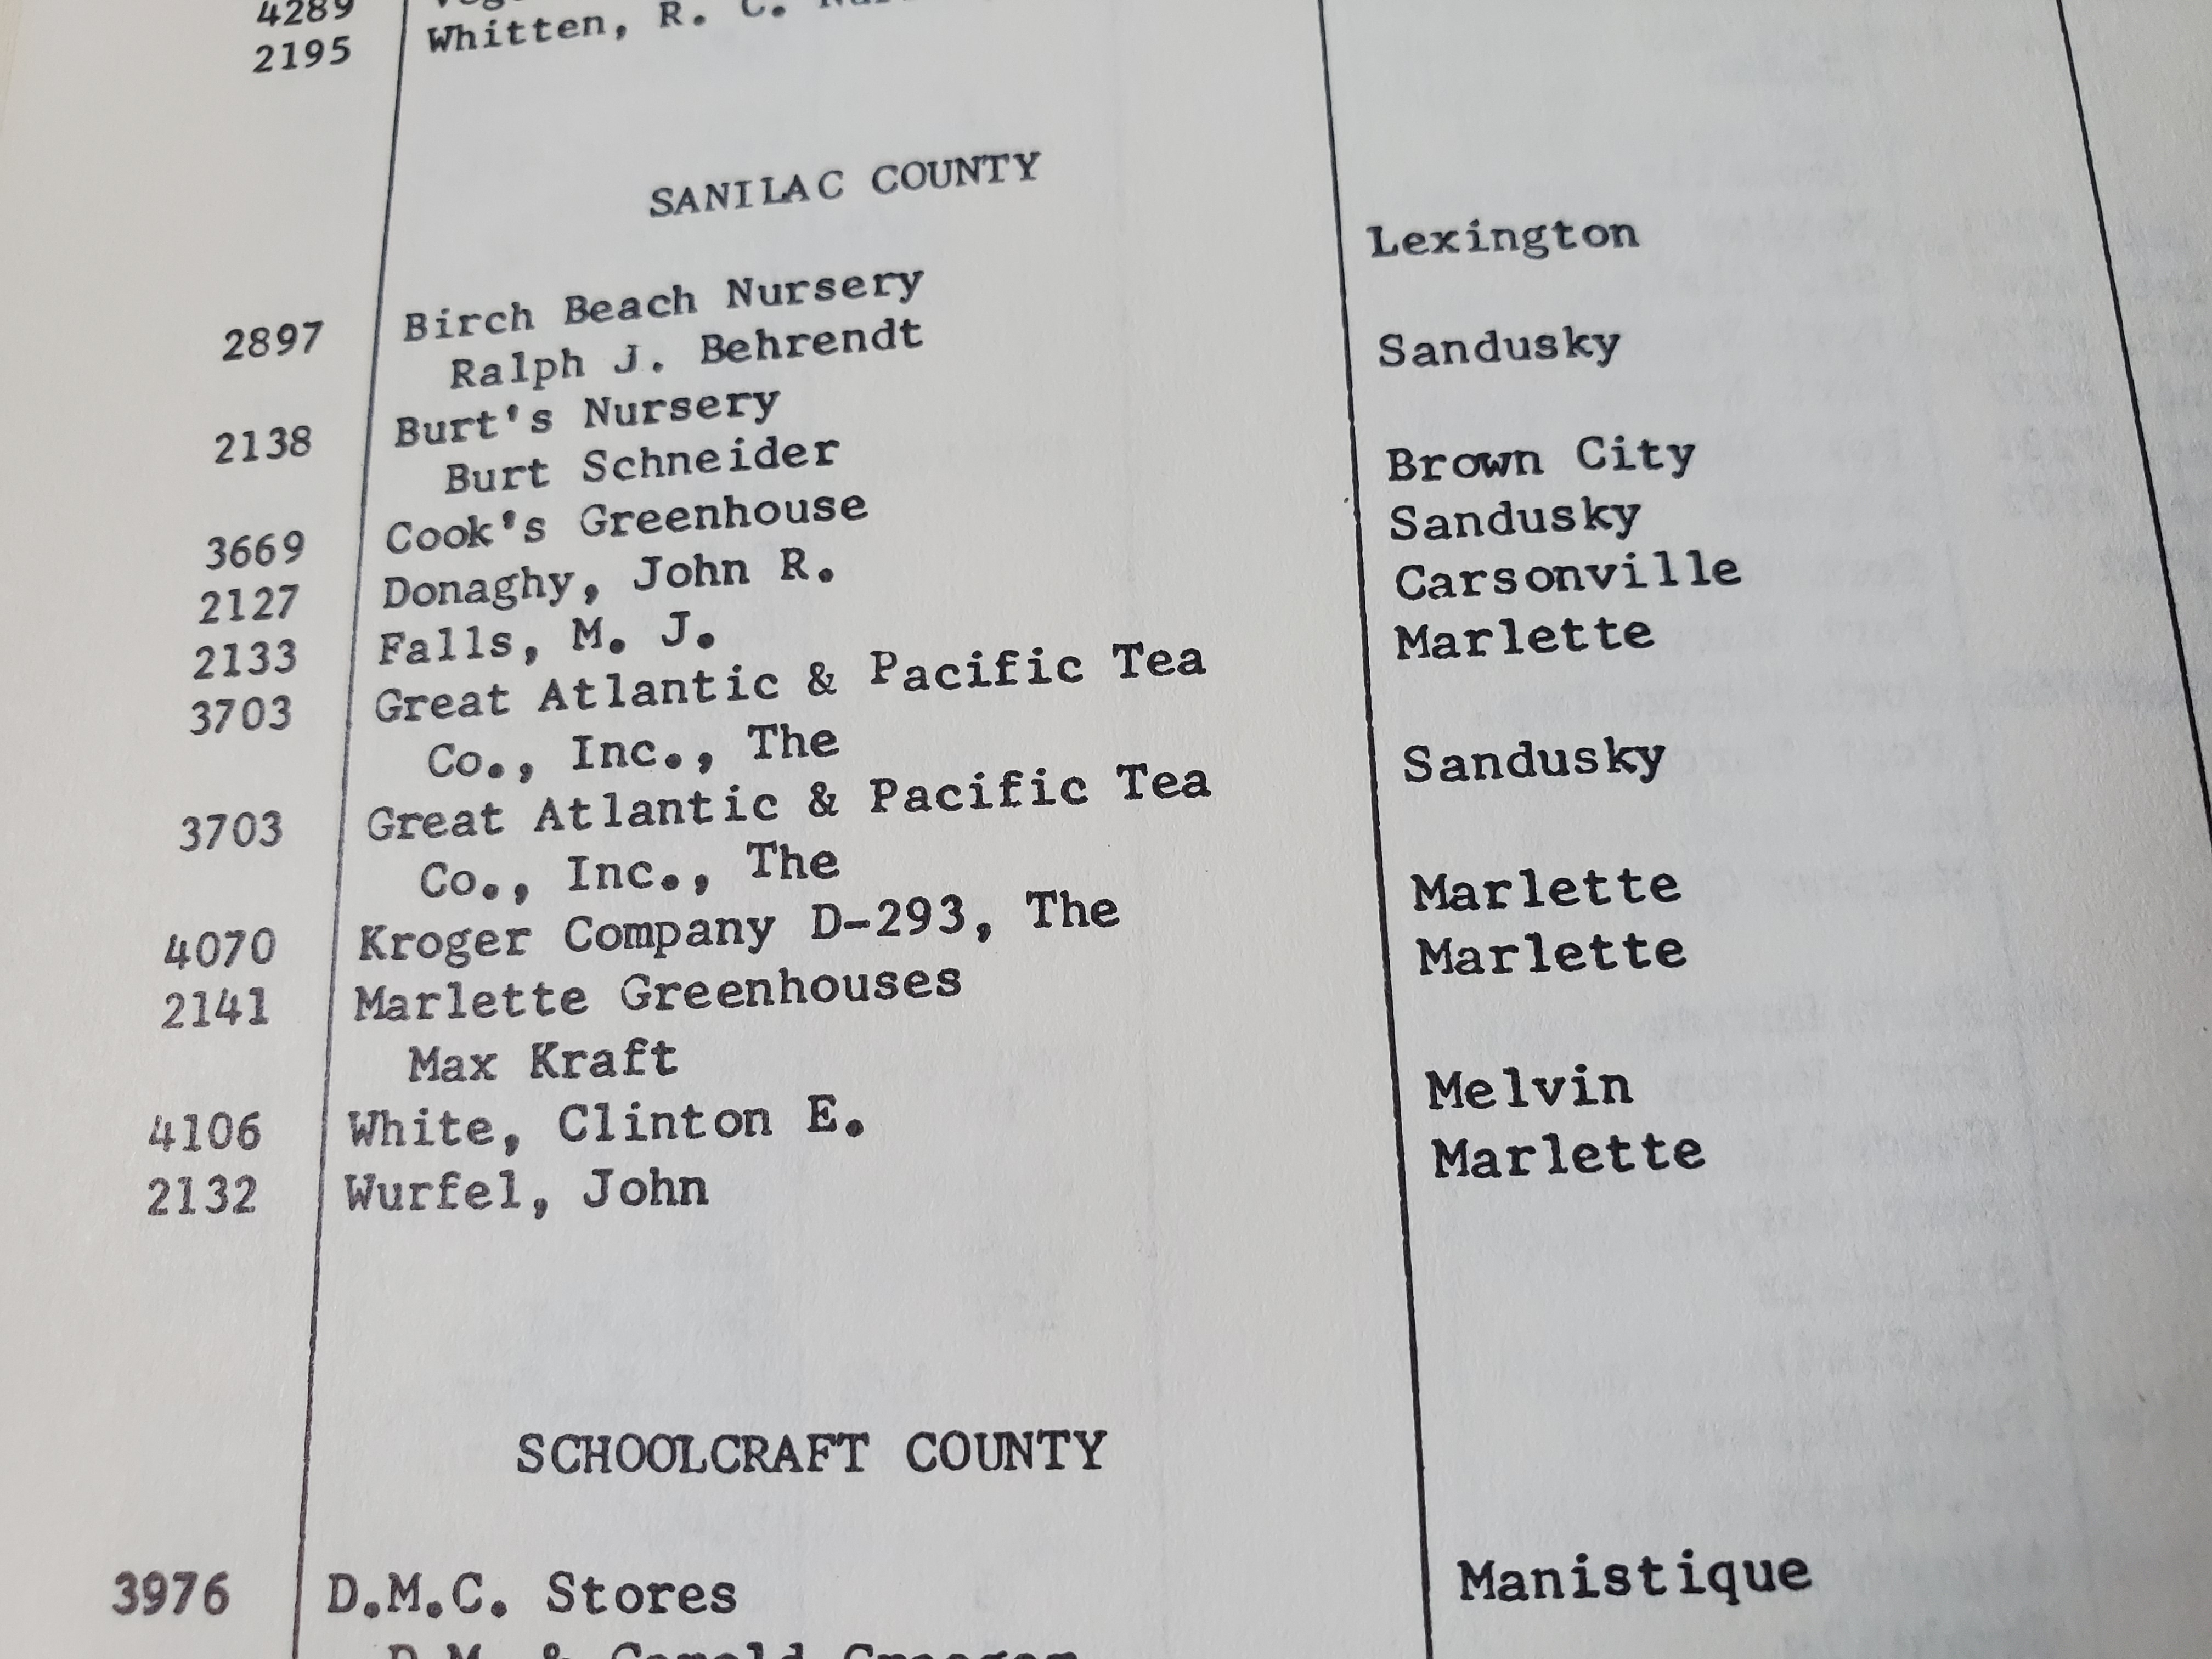 4289
2195 Whitten, R. C.
SANILAC COUNTY
2897 Birch Beach Nursery Lexington
Ralph J. Behrendt
2138 Burt's Nursery Sandusky
Burt Schneider
3669 Cook's Greenhouse Brown City
2127 Donaghy, John R. Sandusky
2133 Falls, M. J. Carsonville
3703 Great Atlantic & Pacific Tea Marlette
Co., Inc., The
3703 Great Atlantic & Pacific Tea Sandusky
Co., Inc., The
4070 Kroger Company D-293, The Marlette
2141 Marlette Greenhouses Marlette
Max Kraft
4106 White, Clinton E. Melvin
2132 Wurfel, John Marlette
SCHOOLCRAFT COUNTY
3976 D.M.C. Stores Manistique
D.M. &